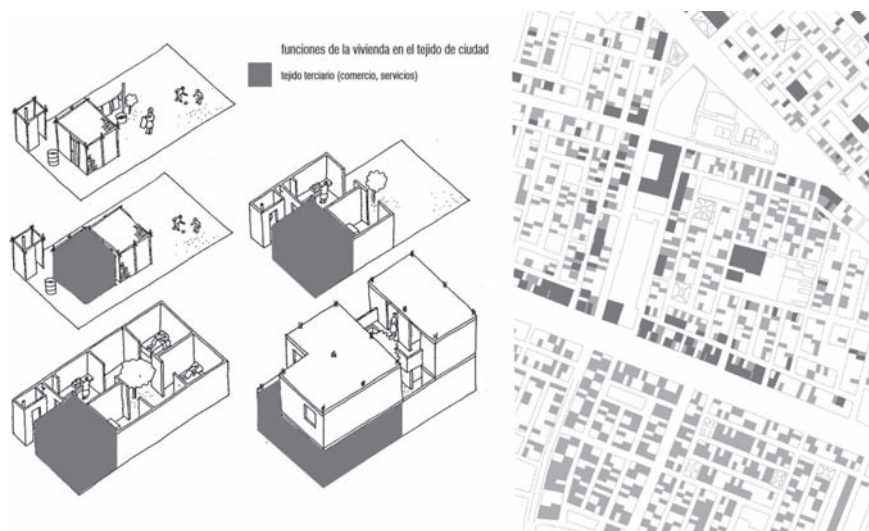 funciones de la vivienda en el tejido de ciudad
tejido terciario (comercio, servicios)